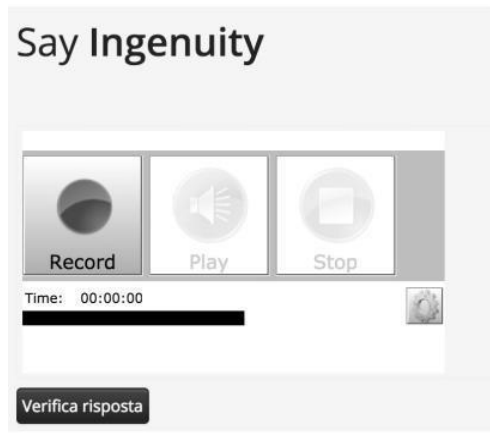 Say Ingenuity
Record Play Stop
Time: 00:00:00
Verifica risposta